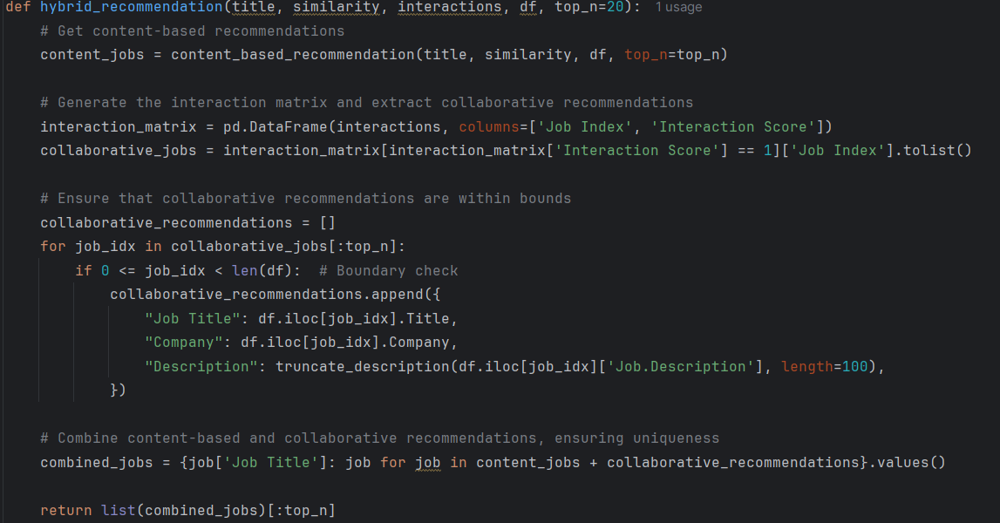 def hybrid_recommendation(title, similarity, interactions, df, top_n=20): 1 usage
    # Get content-based recommendations
    content_jobs = content_based_recommendation(title, similarity, df, top_n=top_n)

    # Generate the interaction matrix and extract collaborative recommendations
    interaction_matrix = pd.DataFrame(interactions, columns=['Job Index', 'Interaction Score'])
    collaborative_jobs = interaction_matrix[interaction_matrix['Interaction Score'] == 1]['Job Index'].tolist()

    # Ensure that collaborative recommendations are within bounds
    collaborative_recommendations = []
    for job_idx in collaborative_jobs[:top_n]:
        if 0 <= job_idx < len(df):  # Boundary check
            collaborative_recommendations.append({
                "Job Title": df.iloc[job_idx].Title,
                "Company": df.iloc[job_idx].Company,
                "Description": truncate_description(df.iloc[job_idx]['Job.Description'], length=100),
            })

    # Combine content-based and collaborative recommendations, ensuring uniqueness
    combined_jobs = {job['Job Title']: job for job in content_jobs + collaborative_recommendations}.values()

    return list(combined_jobs)[:top_n]